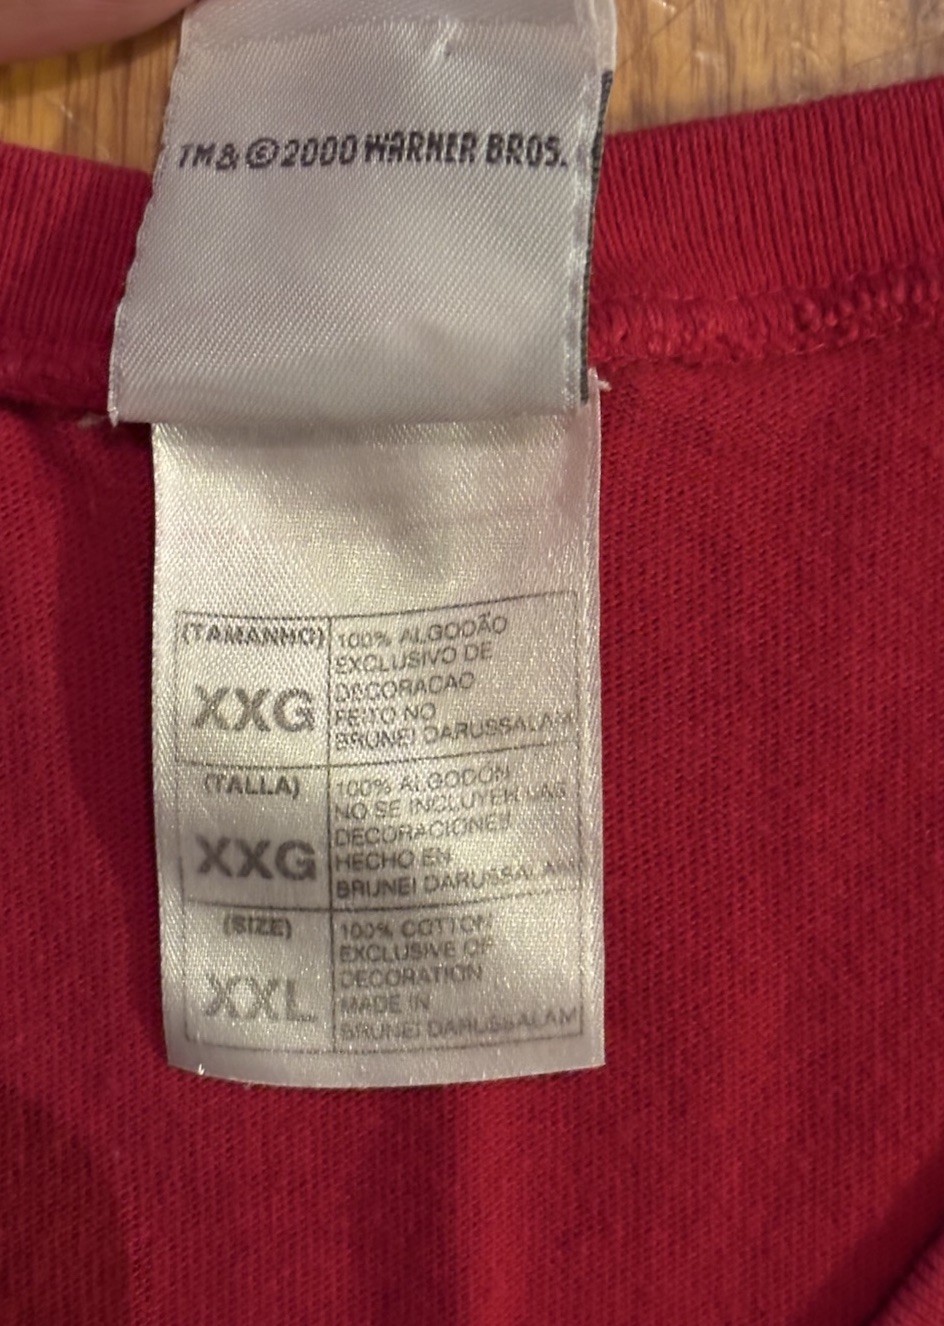 TM & ©2000 WARNER BROS.
(TAMANHO)
XXG
100% ALGODÃO
EXCLUSIVO DE
DECORACAO
FEITO NO
BRUNEI DARUSSALAM
(TALLA)
XXG
100% ALGODON
NO SE INCLUYEN LAS
DECORACIONES
HECHO EN
BRUNEI DARUSSALAM
(SIZE)
XXL
100% COTTON
EXCLUSIVE OF
DECORATION
MADE IN
BRUNEI DARUSSALAM